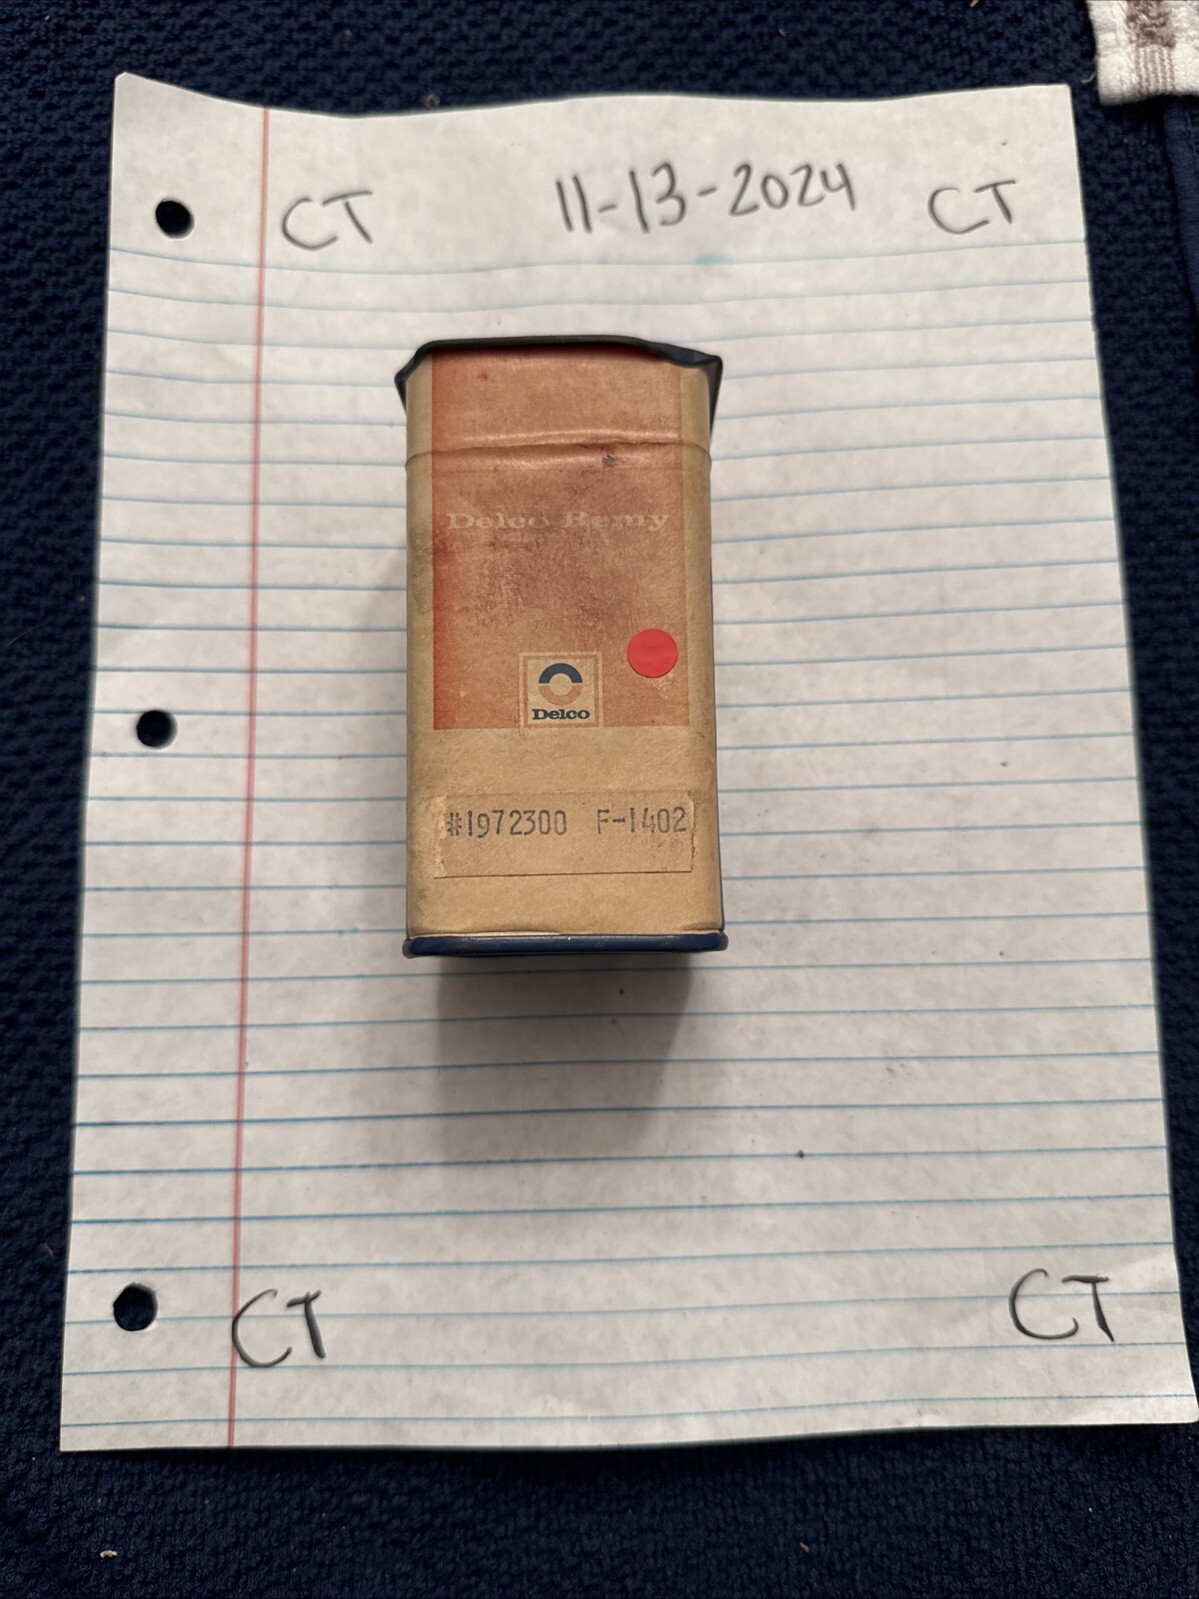 CT 11-13-2024 CT
Delco Remy
Delco
#1972300 F-1402
CT CT